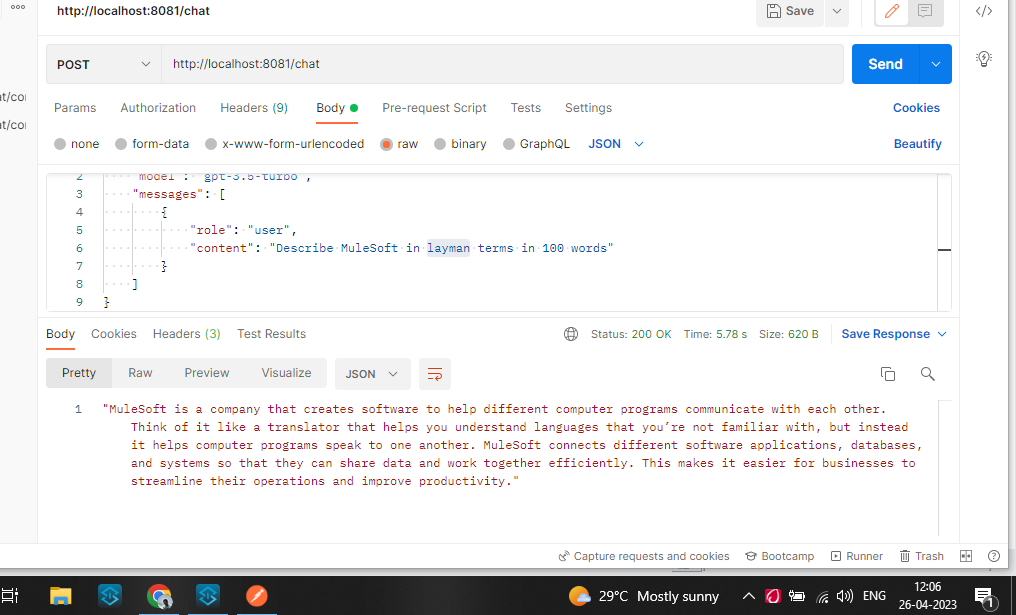 http://localhost:8081/chat
Save
POST
http://localhost:8081/chat
Send
Params Authorization Headers (9) Body Pre-request Script Tests Settings Cookies
none form-data x-www-form-urlencoded raw binary GraphQL JSON Beautify
2 "model": "gpt-3.5-turbo",
3 "messages": [
4 {
5 "role": "user",
6 "content": "Describe MuleSoft in layman terms in 100 words"
7 }
8 ]
9 }
Body Cookies Headers (3) Test Results Status: 200 OK Time: 5.78 s Size: 620 B Save Response
Pretty Raw Preview Visualize JSON
1 "MuleSoft is a company that creates software to help different computer programs communicate with each other.
Think of it like a translator that helps you understand languages that you're not familiar with, but instead
it helps computer programs speak to one another. MuleSoft connects different software applications, databases,
and systems so that they can share data and work together efficiently. This makes it easier for businesses to
streamline their operations and improve productivity."
Capture requests and cookies Bootcamp Runner Trash
29°C Mostly sunny ENG
12:06
26-04-2023
1